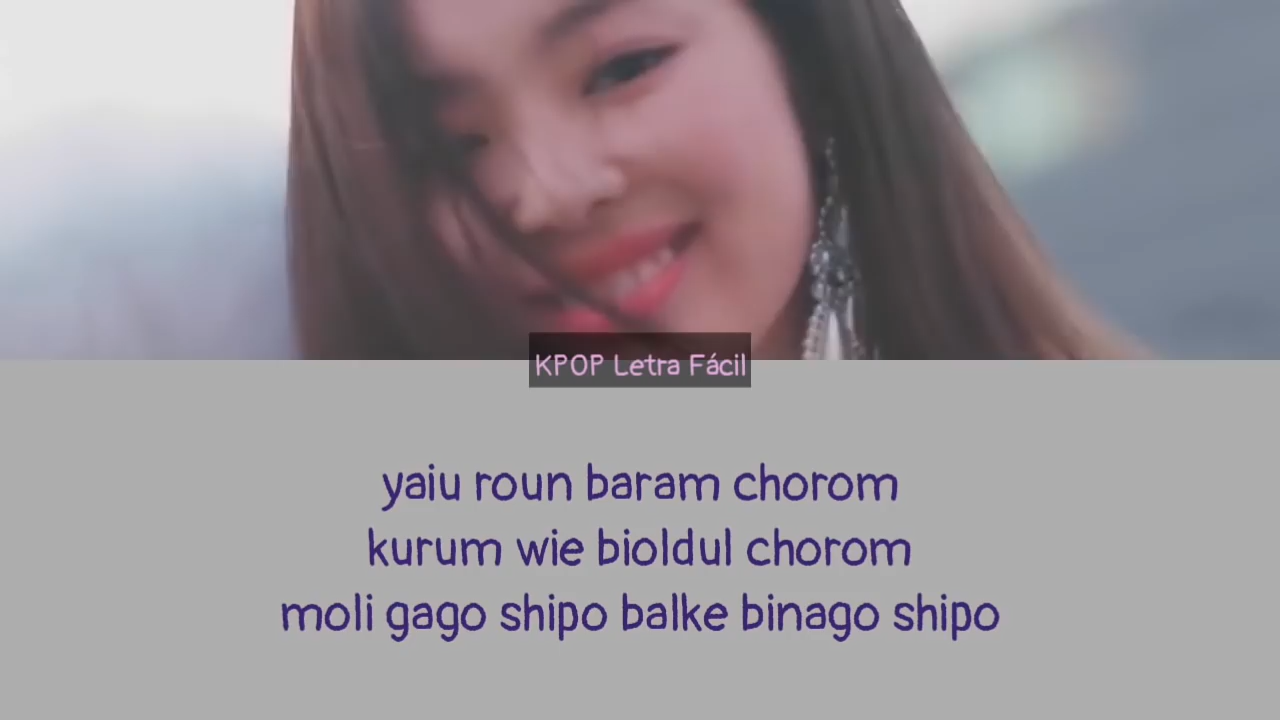 KPOP Letra Fácil
yaiu roun baram chorom
kurum wie bioldul chorom
moli gago shipo balke binago shipo